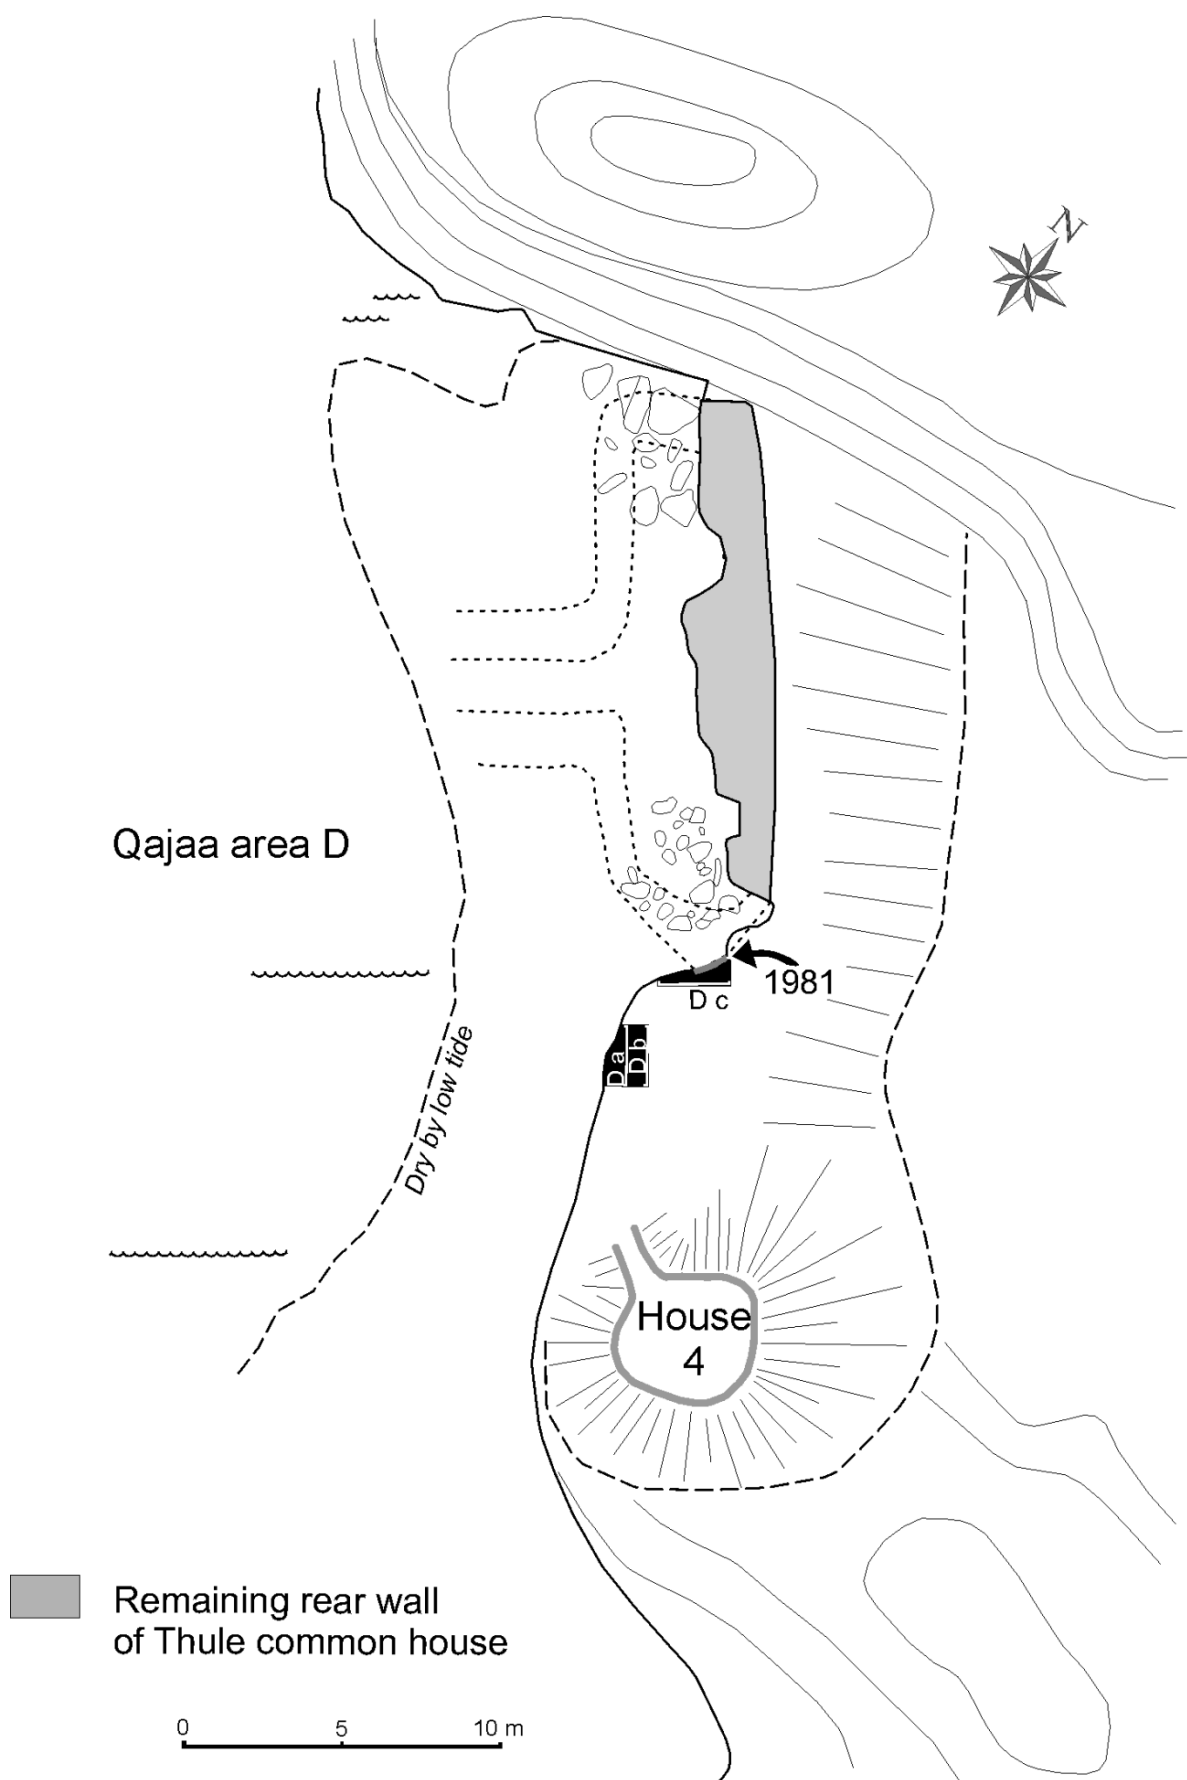 N
Qajaa area D
1981
D c
D a
D b
Dry by low tide
House
4
Remaining rear wall
of Thule common house
0 5 10 m